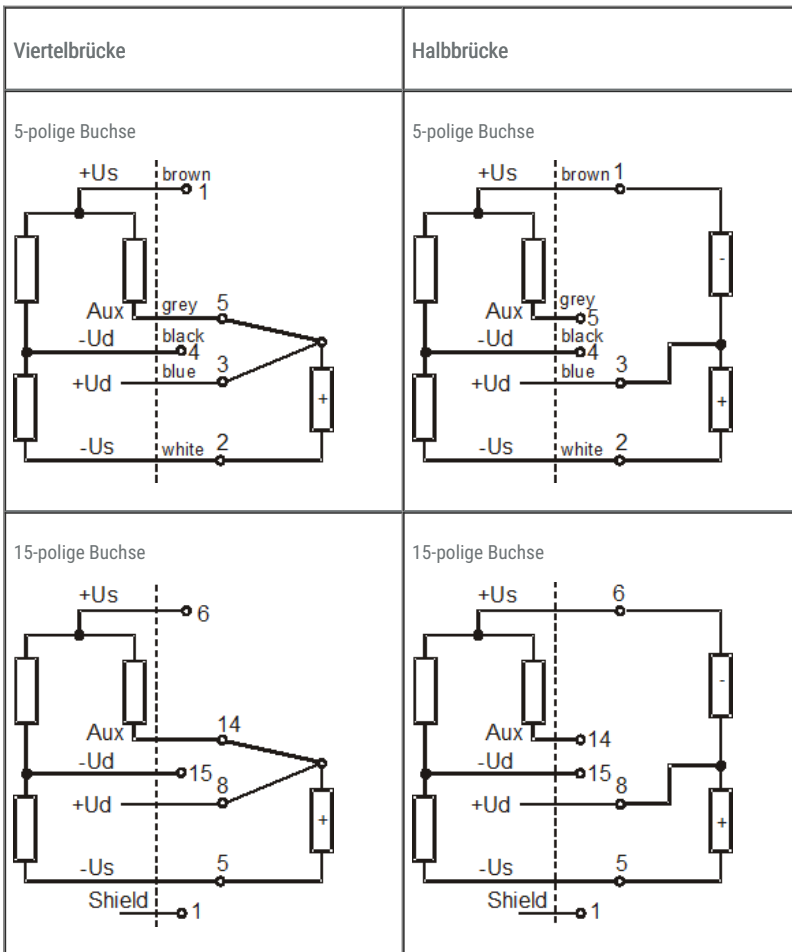 Viertelbrücke
Halbbrücke
5-polige Buchse
+Us
brown
1
Aux
grey
5
-Ud
black
4
+Ud
blue
3
+
-Us
white
2
5-polige Buchse
+Us
brown
1
-
Aux
grey
5
-Ud
black
4
+Ud
blue
3
+
-Us
white
2
15-polige Buchse
+Us
6
Aux
14
-Ud
15
+Ud
8
+
-Us
5
Shield
1
15-polige Buchse
+Us
6
-
Aux
14
-Ud
15
+Ud
8
+
-Us
5
Shield
1